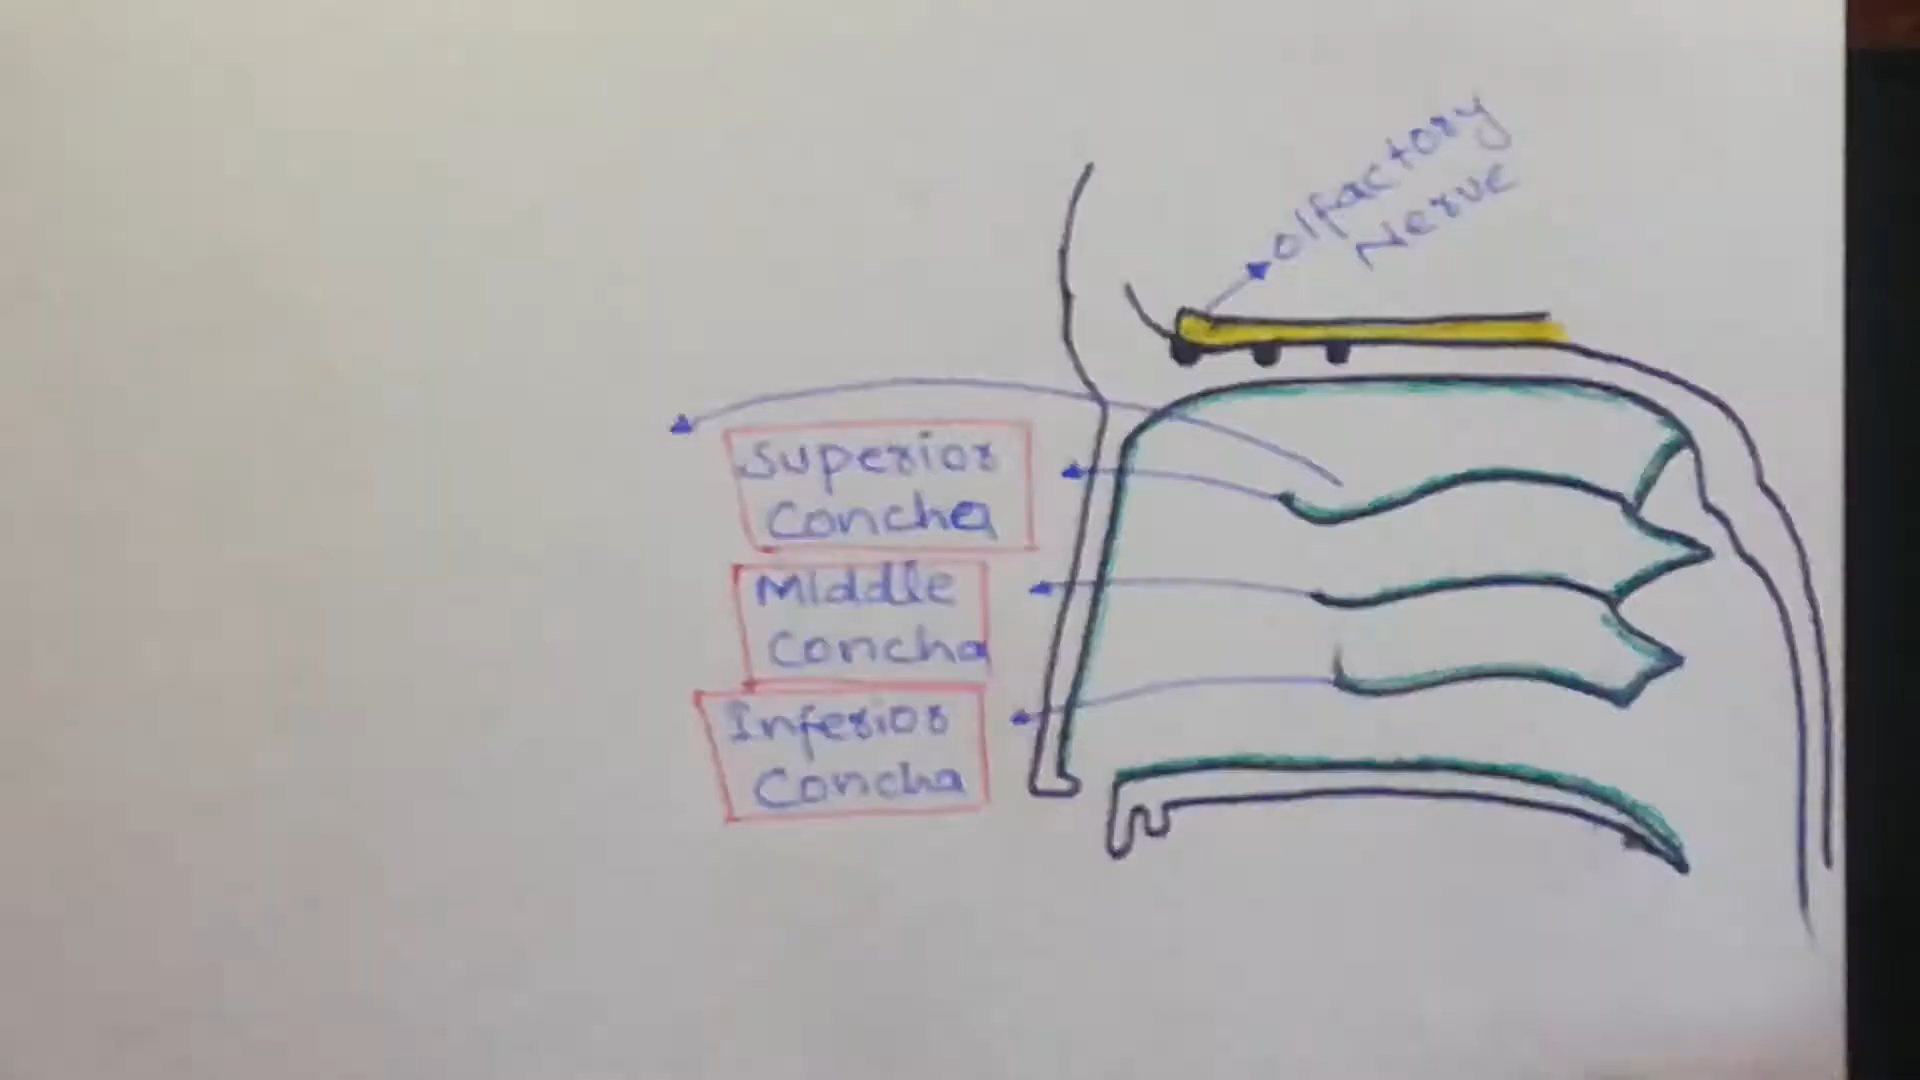 olfactory
Nerve
Superior
Concha
Middle
Concha
Inferior
Concha